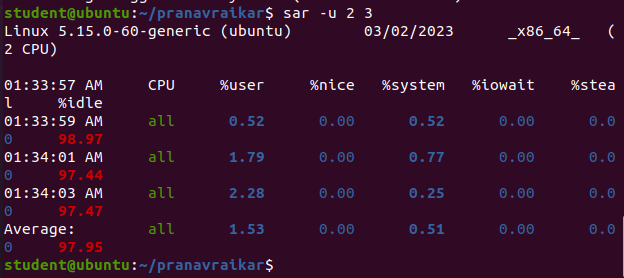 student@ubuntu:~/pranavraikar$ sar -u 2 3
Linux 5.15.0-60-generic (ubuntu) 03/02/2023 _x86_64_ (
2 CPU)
01:33:57 AM CPU %user %nice %system %iowait %stea
l %idle
01:33:59 AM all 0.52 0.00 0.52 0.00 0.0
0 98.97
01:34:01 AM all 1.79 0.00 0.77 0.00 0.0
0 97.44
01:34:03 AM all 2.28 0.00 0.25 0.00 0.0
0 97.47
Average: all 1.53 0.00 0.51 0.00 0.0
0 97.95
student@ubuntu:~/pranavraikar$